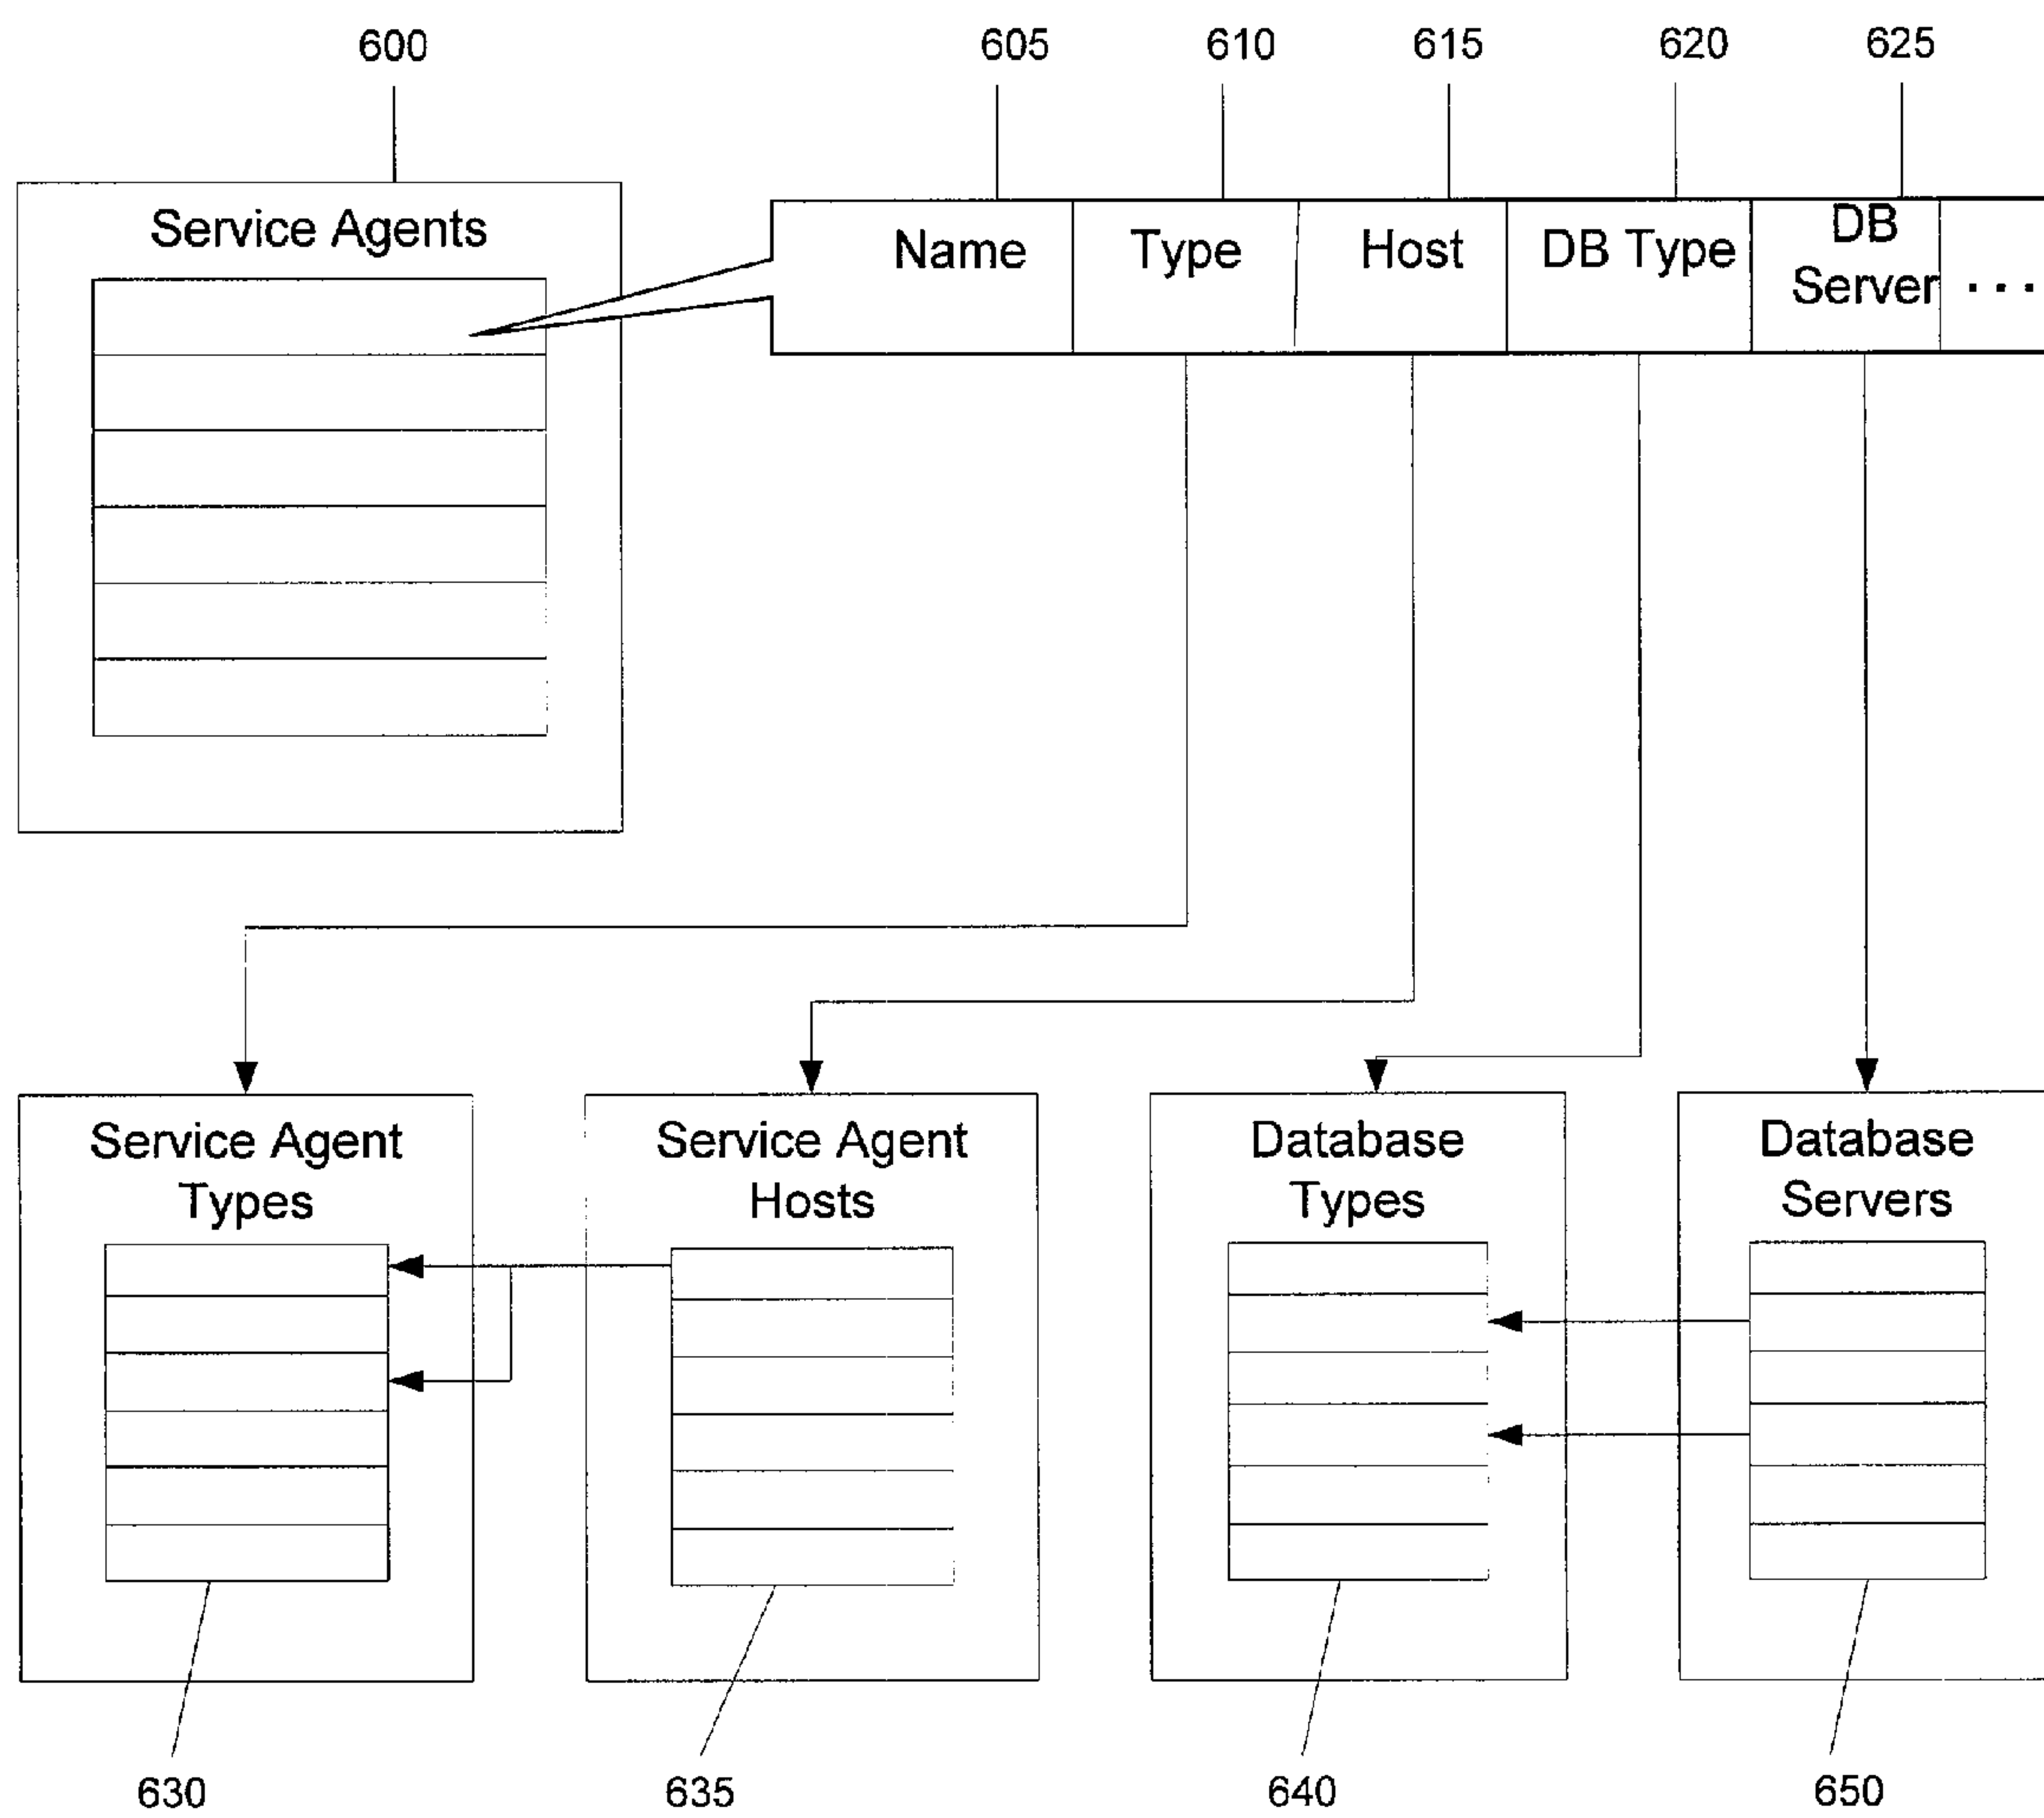 600
605
610
615
620
625
Service Agents
Name
Type
Host
DB Type
DB
Server
...
Service Agent
Types
Service Agent
Hosts
Database
Types
Database
Servers
630
635
640
650